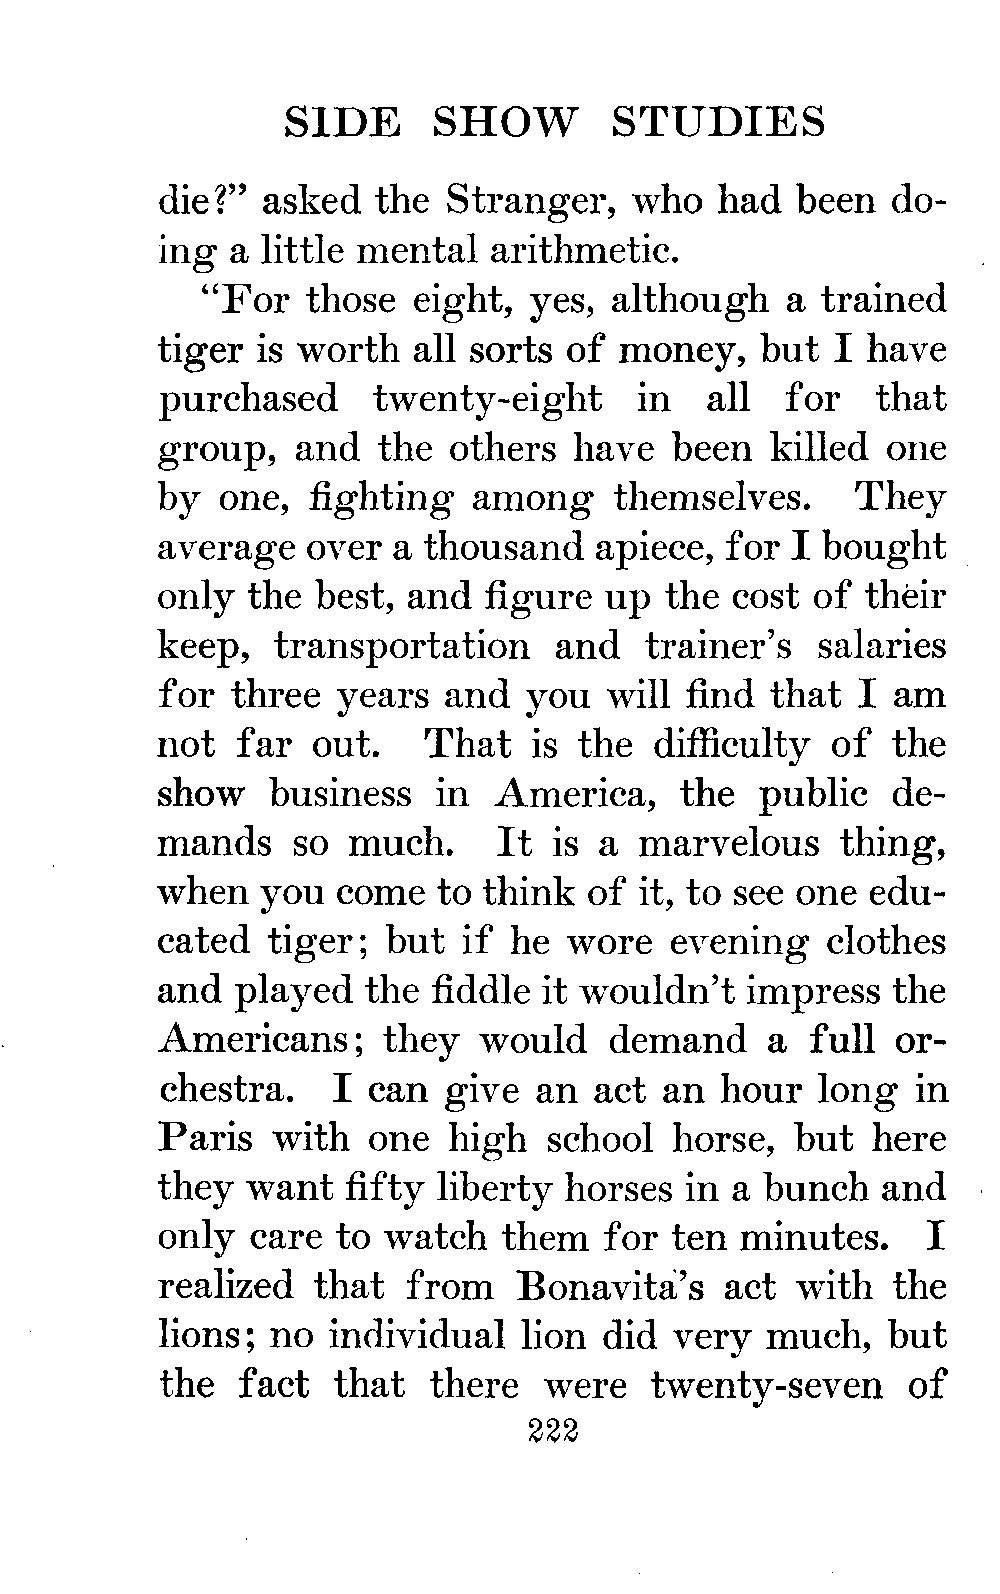 SIDE SHOW STUDIES
die?" asked the Stranger, who had been do-
ing a little mental arithmetic.
"For those eight, yes, although a trained
tiger is worth all sorts of money, but I have
purchased twenty-eight in all for that
group, and the others have been killed one
by one, fighting among themselves. They
average over a thousand apiece, for I bought
only the best, and figure up the cost of their
keep, transportation and trainer's salaries
for three years and you will find that I am
not far out. That is the difficulty of the
show business in America, the public de-
mands so much. It is a marvelous thing,
when you come to think of it, to see one edu-
cated tiger; but if he wore evening clothes
and played the fiddle it wouldn't impress the
Americans; they would demand a full or-
chestra. I can give an act an hour long in
Paris with one high school horse, but here
they want fifty liberty horses in a bunch and
only care to watch them for ten minutes. I
realized that from Bonavita's act with the
lions; no individual lion did very much, but
the fact that there were twenty-seven of
222